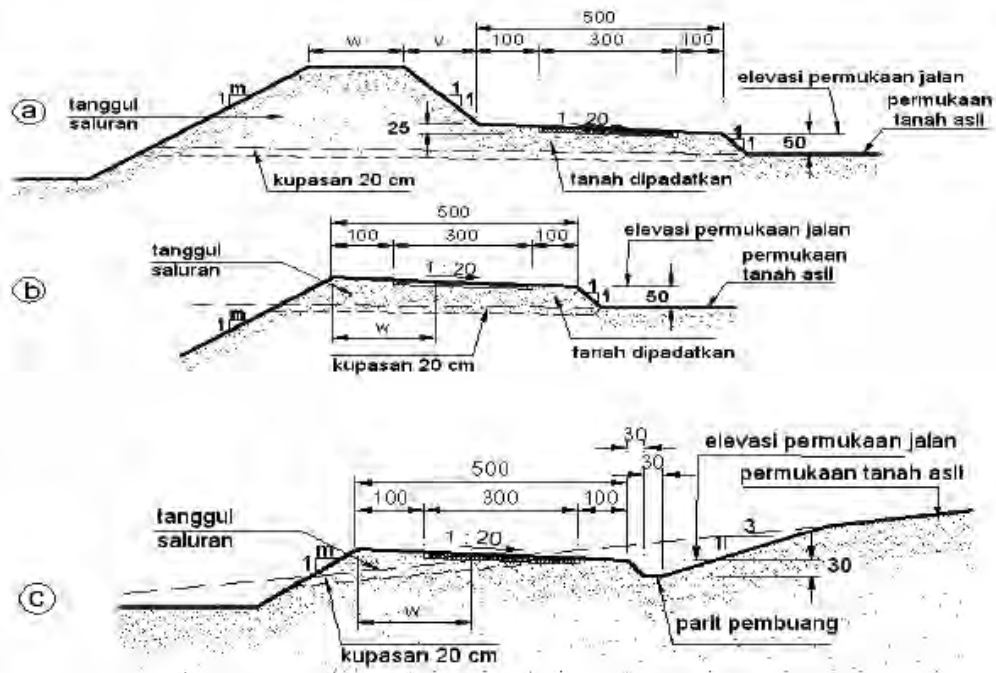 500
w
v
100
300
100
elevasi permukaan jalan
permukaan
tanah asli
m
1
1
1
1 : 20
1
1
a
tanggul
saluran
25
50
kupasan 20 cm
tanah dipadatkan
500
elevasi permukaan jalan
100
300
100
tanggul
saluran
1 : 20
permukaan
tanah asli
b
1
1
50
m
1
w
tanah dipadatkan
kupasan 20 cm
30
elevasi permukaan jalan
500
30
permukaan tanah asli
100
300
100
tanggul
saluran
1 : 20
3
1
m
1
30
c
w
parit pembuang
kupasan 20 cm